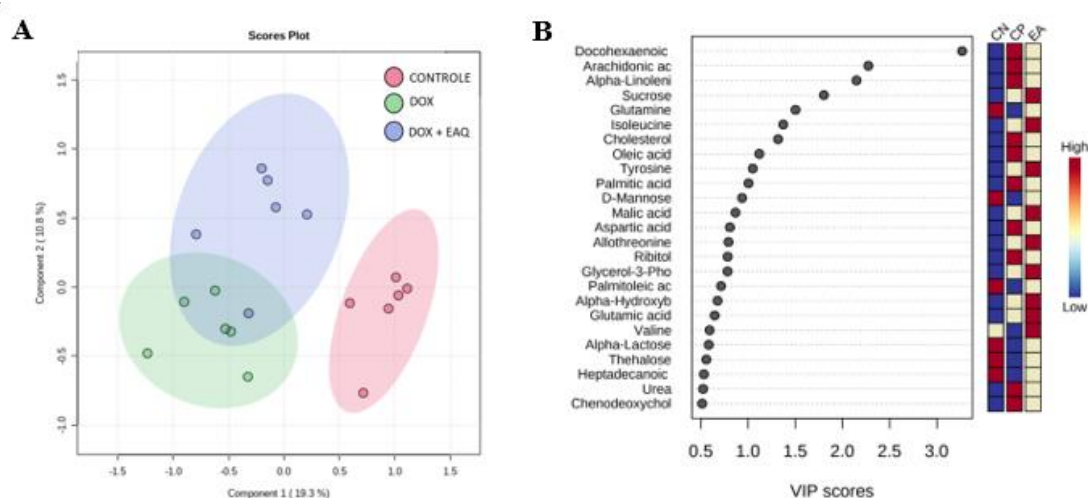 A
Scores Plot
CONTROLE
DOX
DOX + EAQ
Component 2 ( 10.8 %)
1.5
1.0
0.5
0.0
-0.5
-1.0
-1.5
-1.0
-0.5
0.0
0.5
1.0
1.5
Component 1 ( 19.3 %)
B
CN
CP
EA
Docohexaenoic
Arachidonic ac
Alpha-Linoleni
Sucrose
Glutamine
Isoleucine
Cholesterol
Oleic acid
Tyrosine
Palmitic acid
D-Mannose
Malic acid
Aspartic acid
Allothreonine
Ribitol
Glycerol-3-Pho
Palmitoleic ac
Alpha-Hydroxyb
Glutamic acid
Valine
Alpha-Lactose
Thehalose
Heptadecanoic
Urea
Chenodeoxychol
High
Low
0.5 1.0 1.5 2.0 2.5 3.0
VIP scores